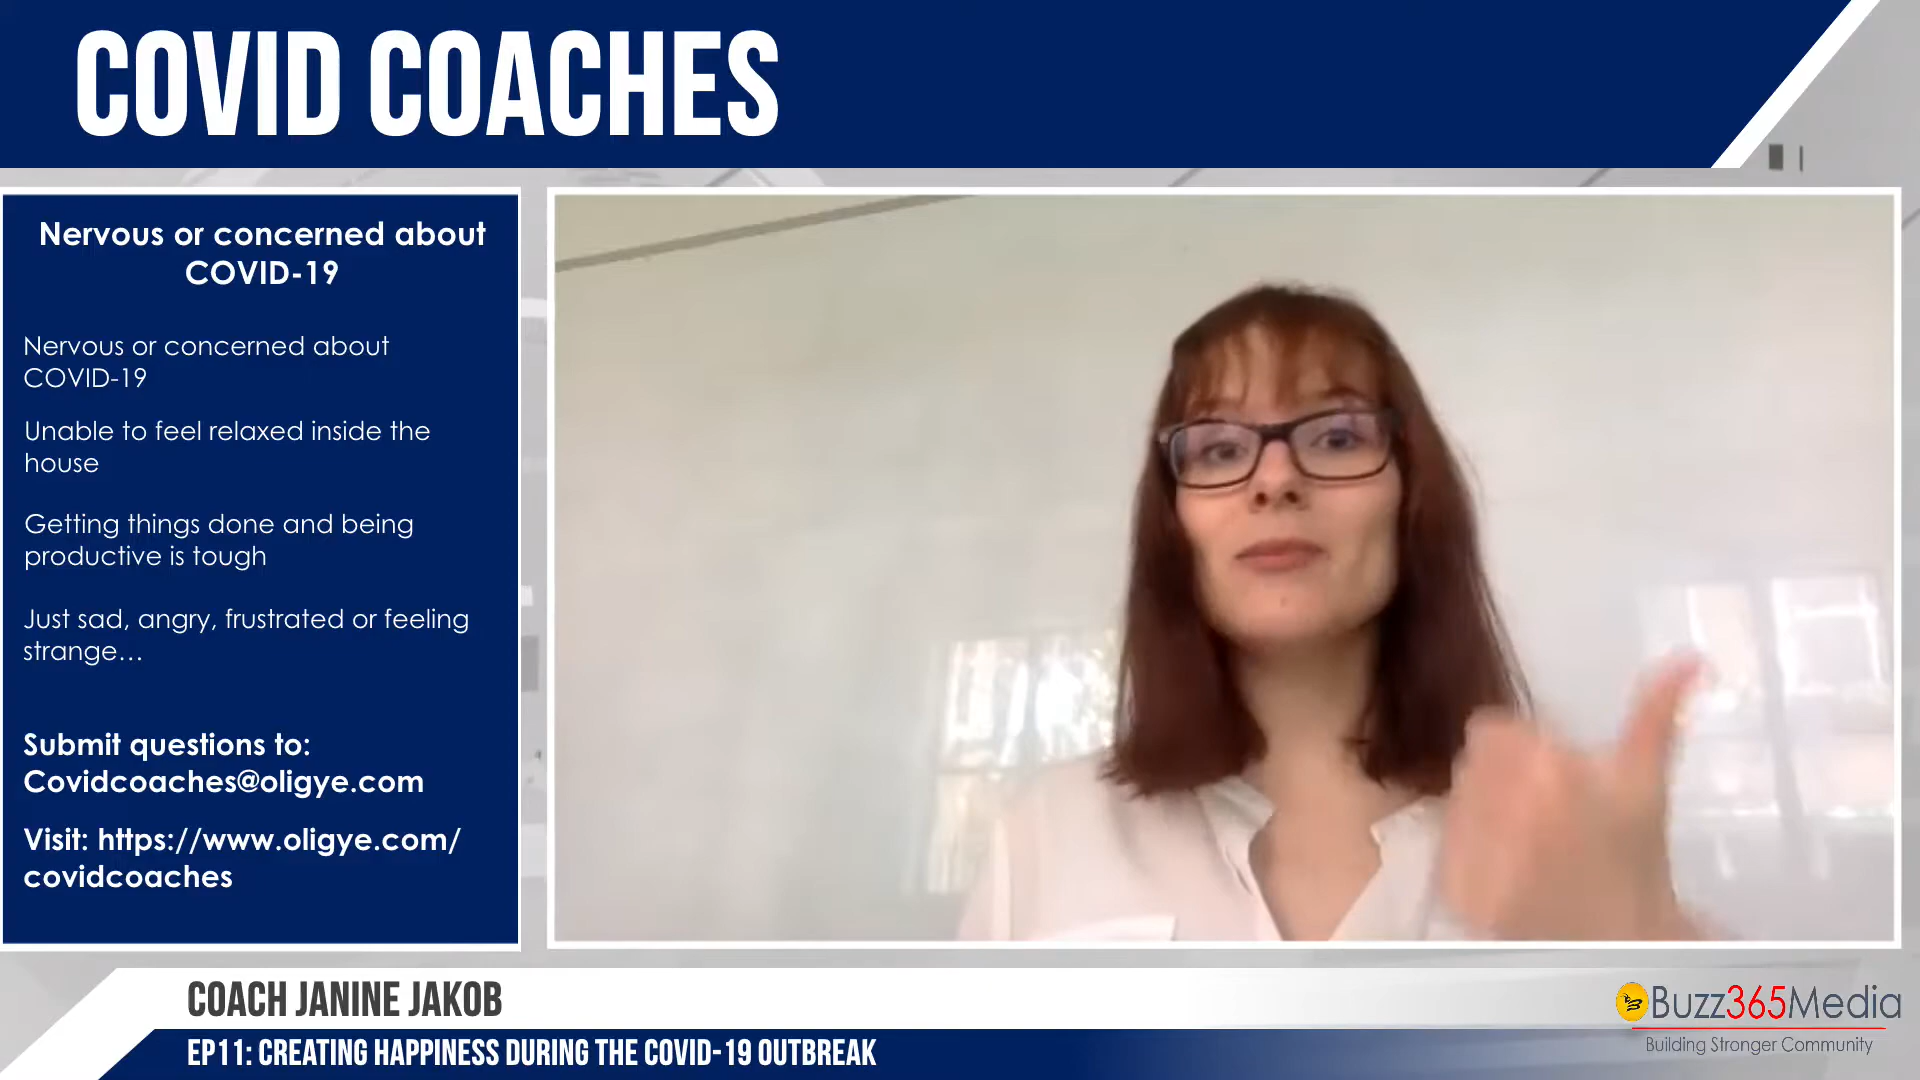 COVID COACHES
Nervous or concerned about
COVID-19
Nervous or concerned about
COVID-19
Unable to feel relaxed inside the
house
Getting things done and being
productive is tough
Just sad, angry, frustrated or feeling
strange...
Submit questions to:
Covidcoaches@oligye.com
Visit: https://www.oligye.com/
covidcoaches
COACH JANINE JAKOB
EP11: CREATING HAPPINESS DURING THE COVID-19 OUTBREAK
Buzz365Media
Building Stronger Community